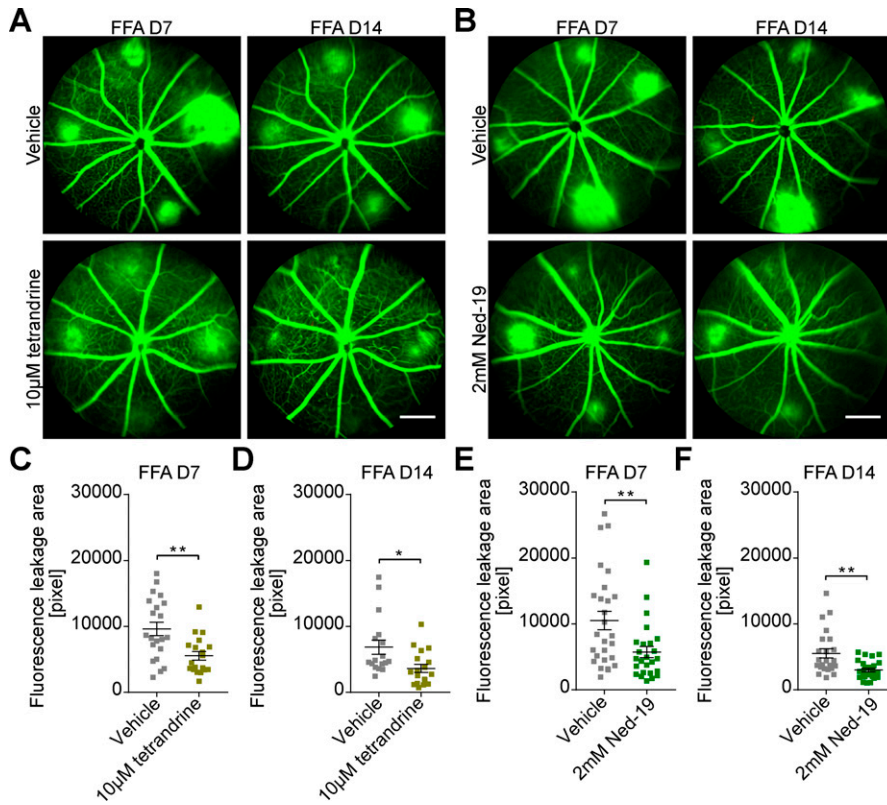 A
FFA D7
FFA D14
B
FFA D7
FFA D14
Vehicle
10µM tetrandrine
Vehicle
2mM Ned-19
C
FFA D7
Fluorescence leakage area
[pixel]
30000
20000
10000
0
**
Vehicle
10µM tetrandrine
D
FFA D14
Fluorescence leakage area
[pixel]
30000
20000
10000
0
*
Vehicle
10µM tetrandrine
E
FFA D7
Fluorescence leakage area
[pixel]
30000
20000
10000
0
**
Vehicle
2mM Ned-19
F
FFA D14
Fluorescence leakage area
[pixel]
30000
20000
10000
0
**
Vehicle
2mM Ned-19